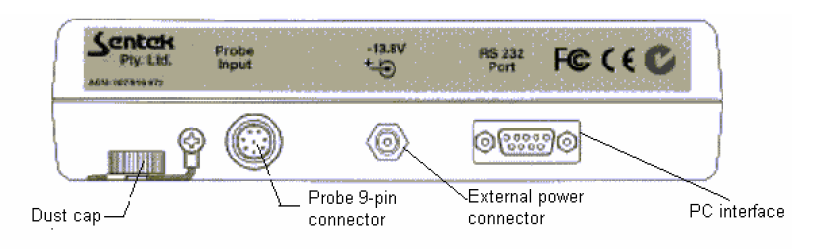 Sentek
Pty. Ltd.
Probe
Input
-13.8V
+
RS 232
Port
FC CE
Dust cap
Probe 9-pin
connector
External power
connector
PC interface